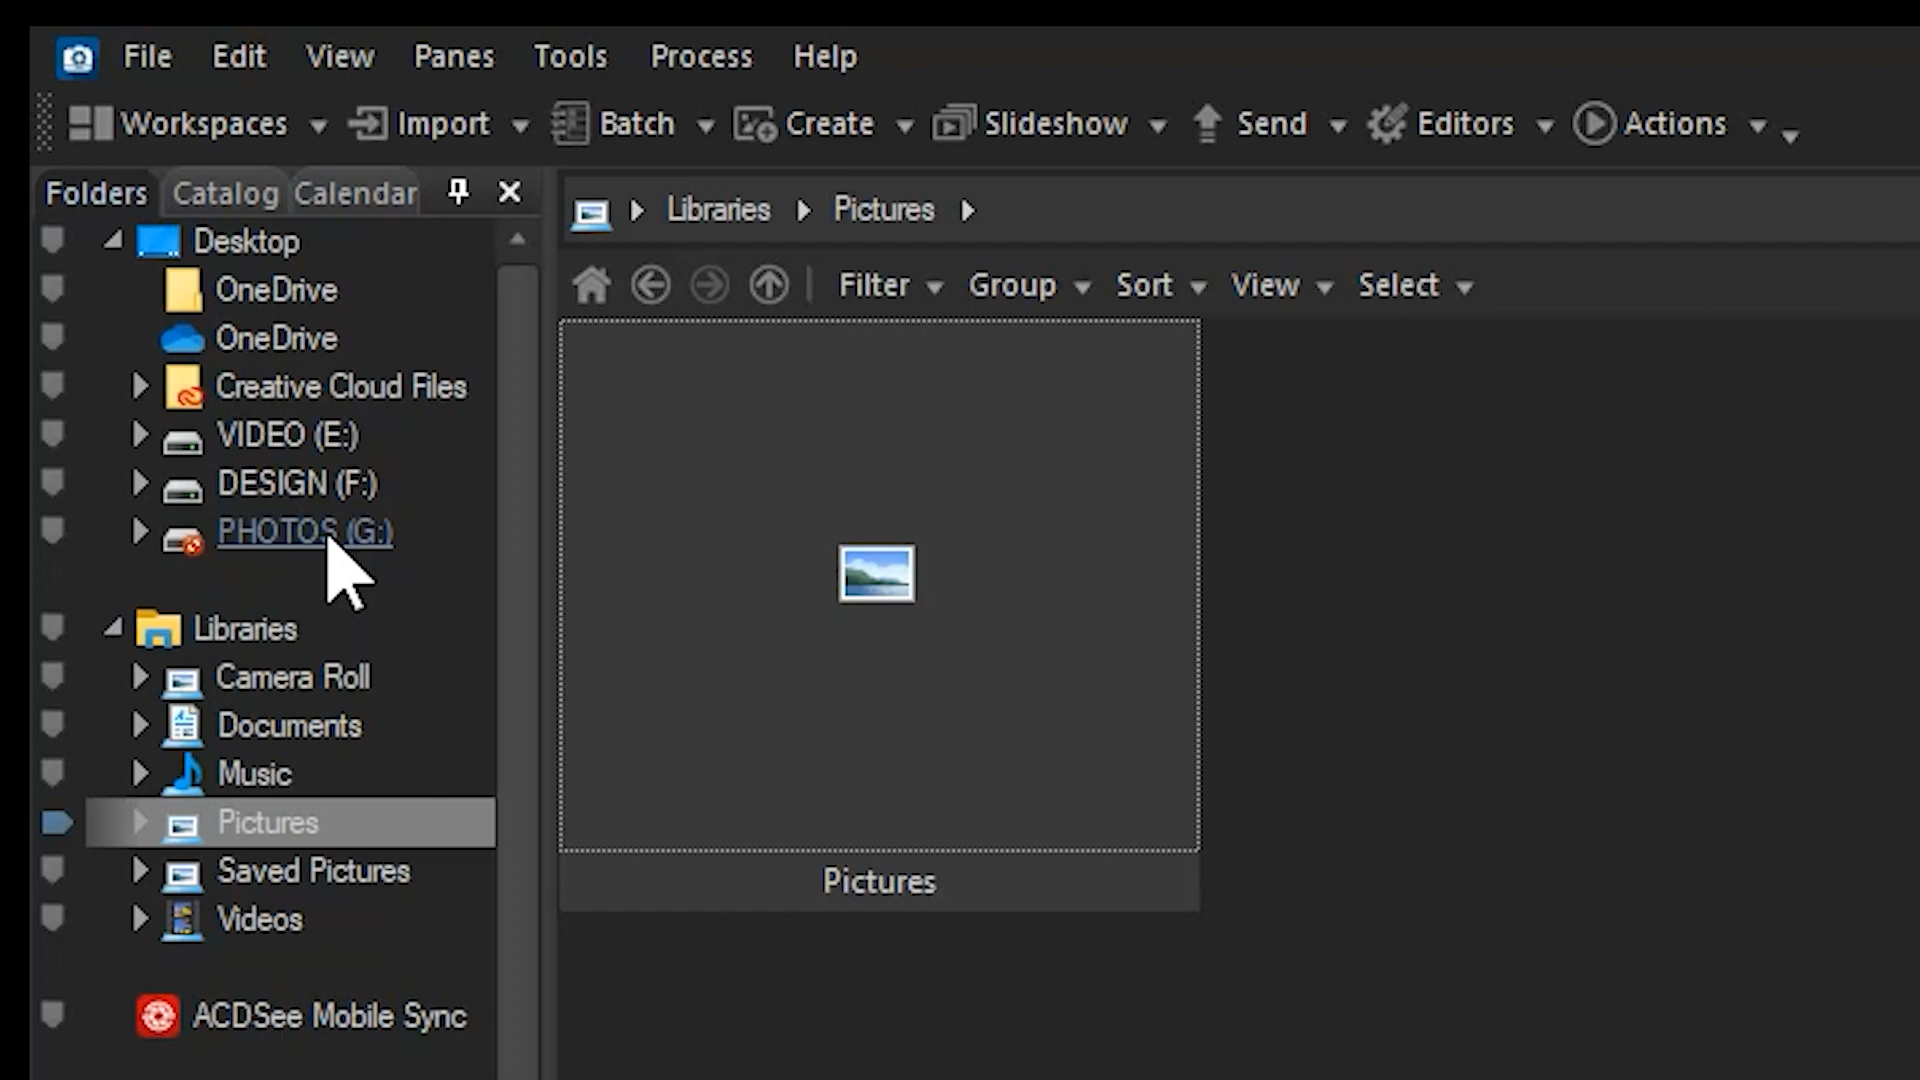 File Edit View Panes Tools Process Help
Workspaces Import Batch Create Slideshow Send Editors Actions
Folders Catalog Calendar
Libraries Pictures
Filter Group Sort View Select
Desktop
OneDrive
OneDrive
Creative Cloud Files
VIDEO (E:)
DESIGN (F:)
PHOTOS (G:)
Libraries
Camera Roll
Documents
Music
Pictures
Saved Pictures
Videos
ACDSee Mobile Sync
Pictures